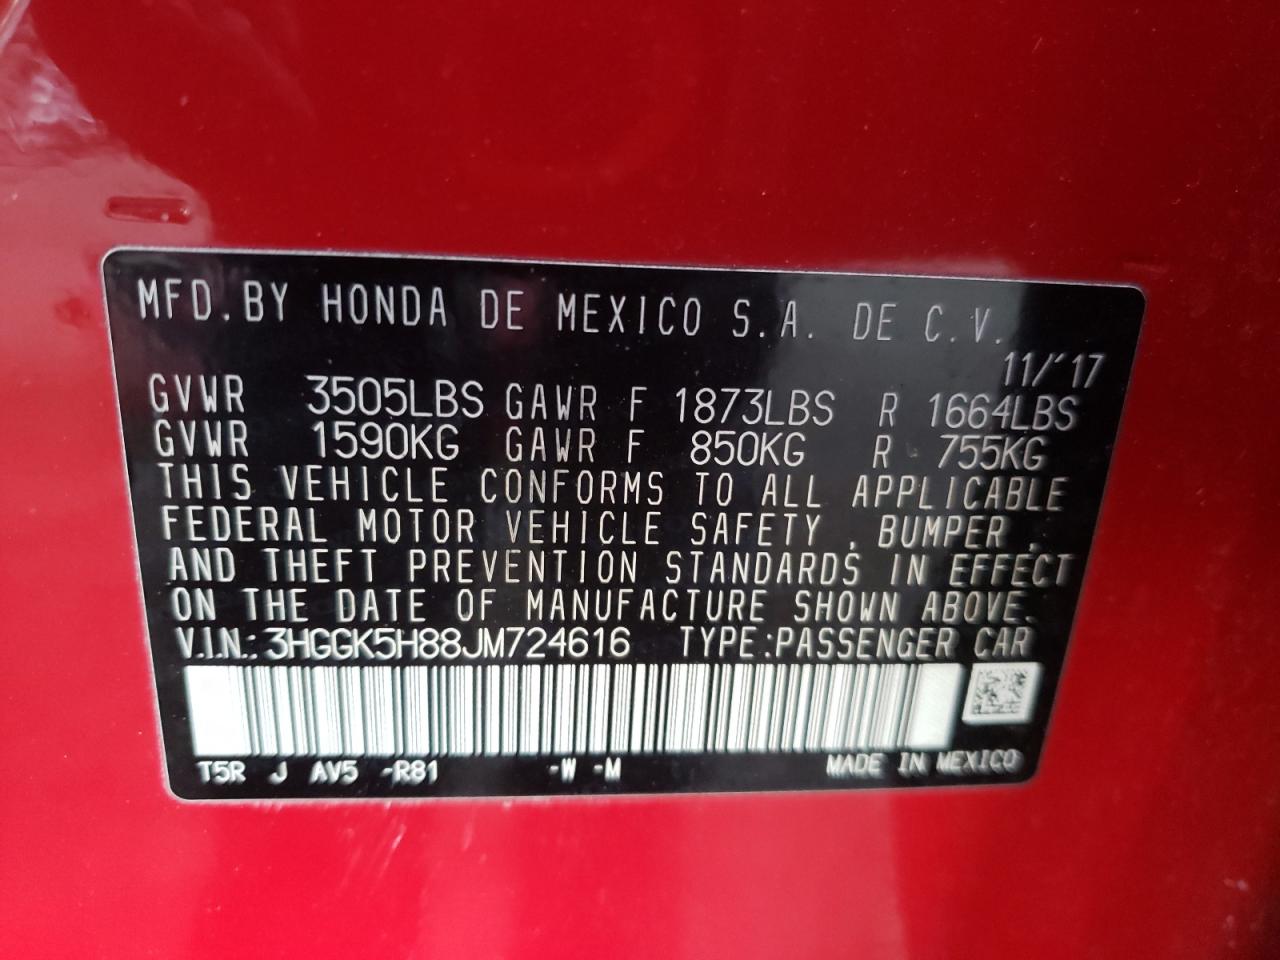 MFD. BY HONDA DE MEXICO S.A. DE C.V.
11/'17
GVWR 3505LBS GAWR F 1873LBS R 1664LBS
GVWR 1590KG GAWR F 850KG R 755KG
THIS VEHICLE CONFORMS TO ALL APPLICABLE
FEDERAL MOTOR VEHICLE SAFETY, BUMPER,
AND THEFT PREVENTION STANDARDS IN EFFECT
ON THE DATE OF MANUFACTURE SHOWN ABOVE.
V.I.N.: 3HGGK5H88JM724616 TYPE:PASSENGER CAR
T5R J AV5 -R81 -W -M MADE IN MEXICO